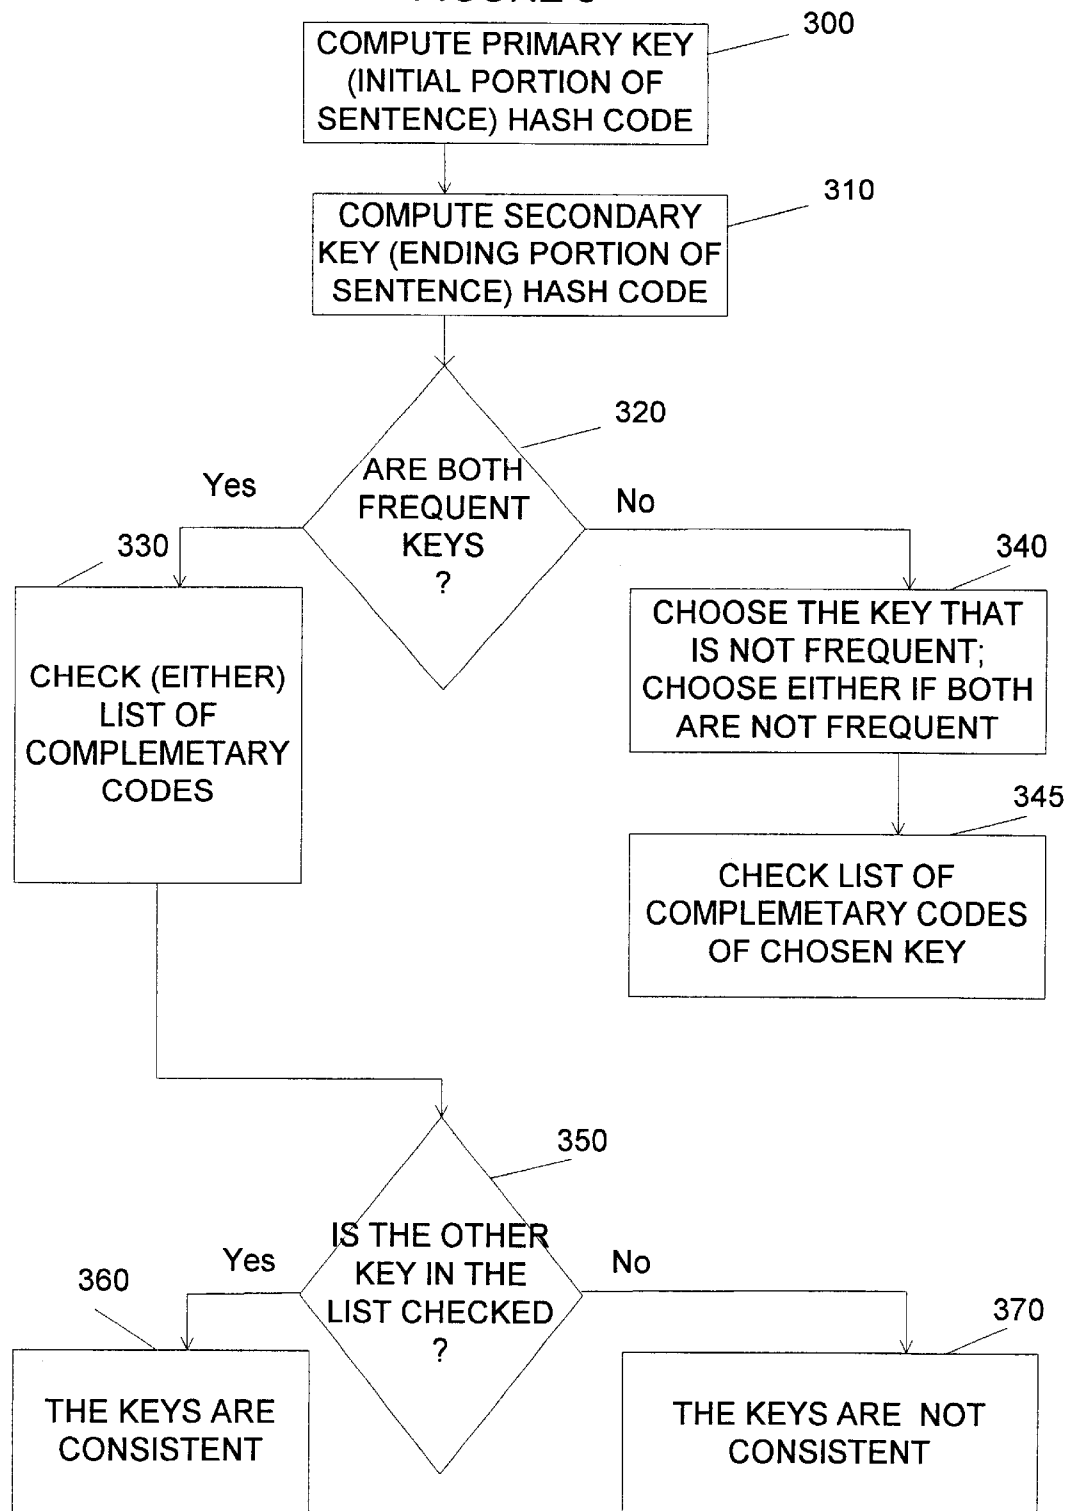 300
COMPUTE PRIMARY KEY
(INITIAL PORTION OF
SENTENCE) HASH CODE
310
COMPUTE SECONDARY
KEY (ENDING PORTION OF
SENTENCE) HASH CODE
320
ARE BOTH
FREQUENT
KEYS
?
Yes
No
330
CHECK (EITHER)
LIST OF
COMPLEMETARY
CODES
340
CHOOSE THE KEY THAT
IS NOT FREQUENT;
CHOOSE EITHER IF BOTH
ARE NOT FREQUENT
345
CHECK LIST OF
COMPLEMETARY CODES
OF CHOSEN KEY
350
IS THE OTHER
KEY IN THE
LIST CHECKED
?
Yes
No
360
THE KEYS ARE
CONSISTENT
370
THE KEYS ARE NOT
CONSISTENT